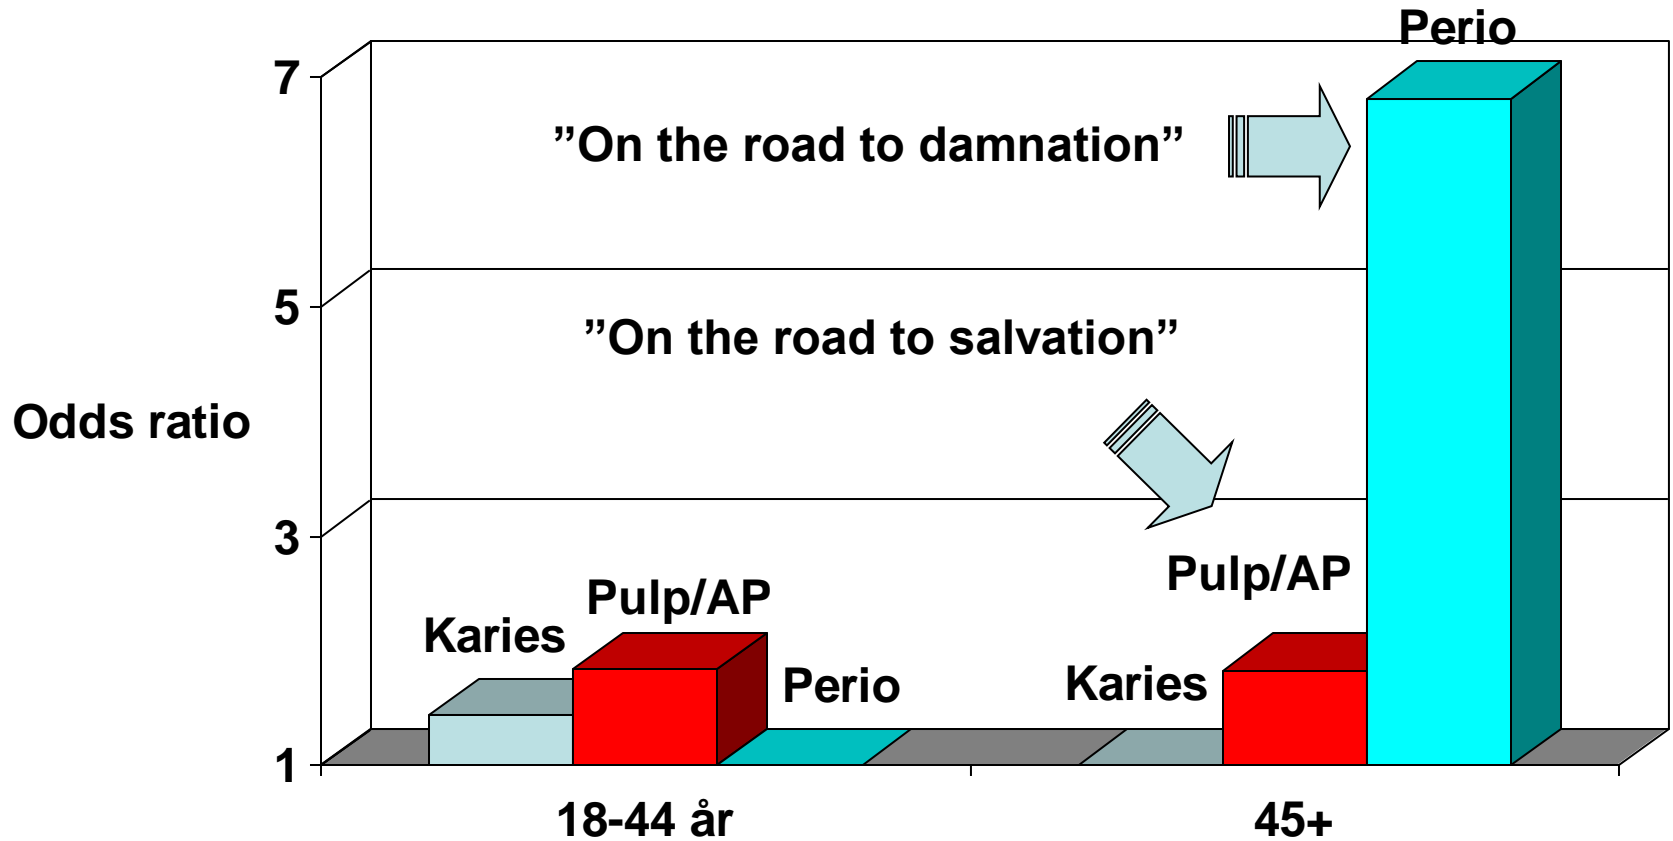 Perio
7
”On the road to damnation”
5
”On the road to salvation”
Odds ratio
3
Pulp/AP
Pulp/AP
Karies
Perio
Karies
1
18-44 år
45+